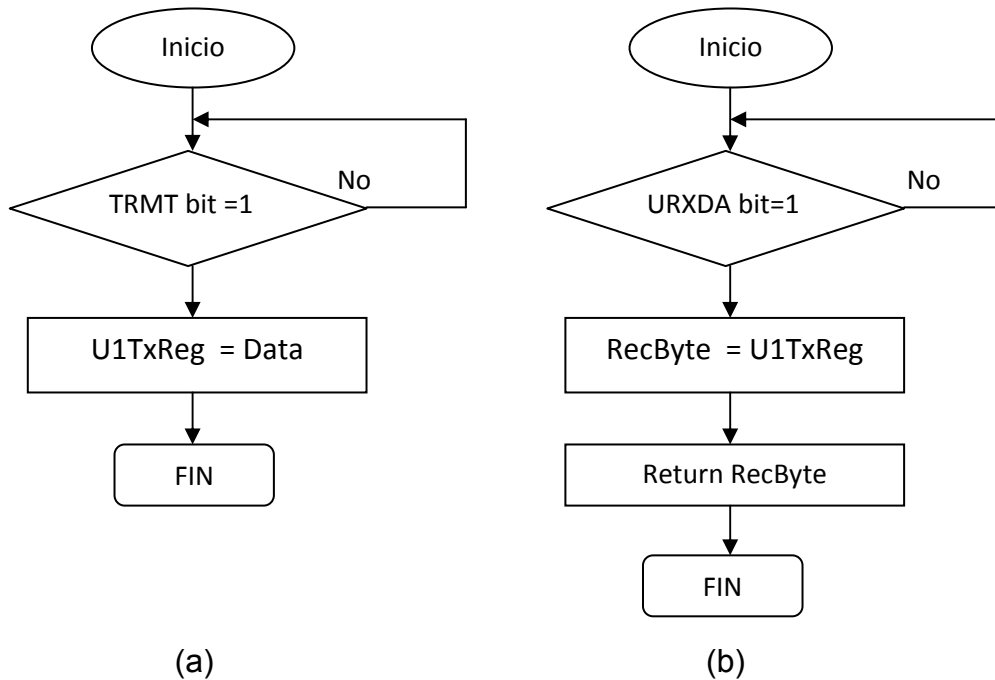 Inicio
TRMT bit =1
No
U1TxReg = Data
FIN
(a)
Inicio
URXDA bit=1
No
RecByte = U1TxReg
Return RecByte
FIN
(b)